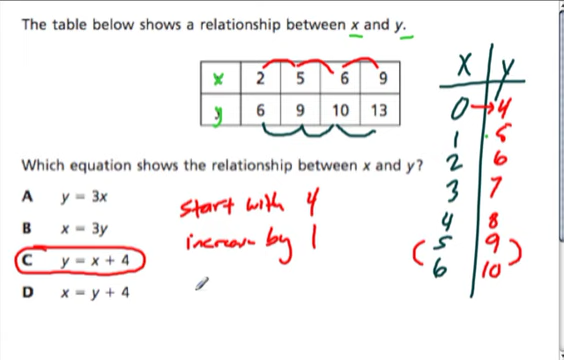 The table below shows a relationship between x and y.
x 2 5 6 9
y 6 9 10 13
Which equation shows the relationship between x and y?
A y = 3x
B x = 3y
C y = x + 4
D x = y + 4
start with 4
increase by 1
X Y
0 → 4
1 5
2 6
3 7
4 8
( 5 9 )
6 10